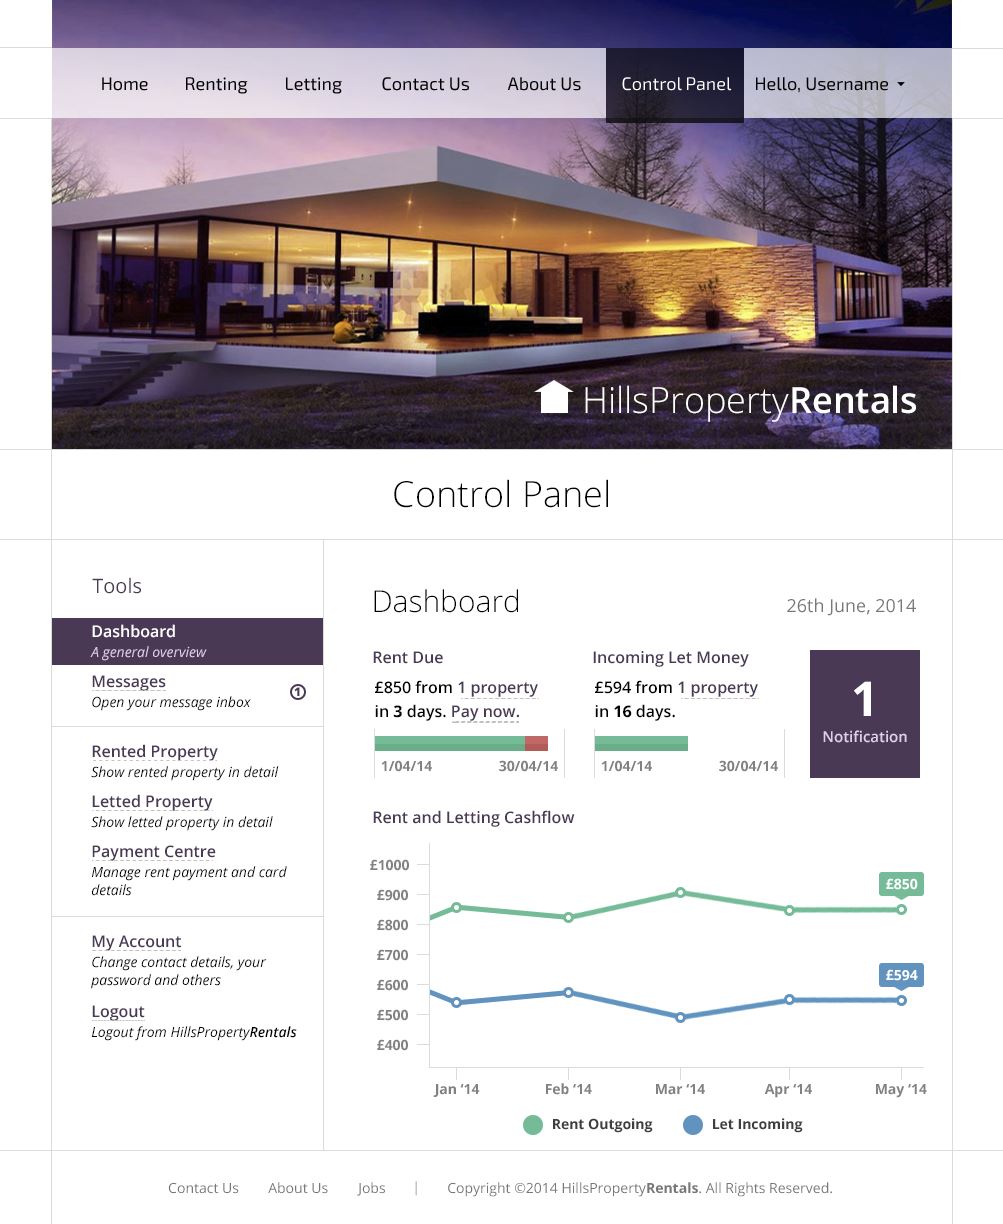 Home Renting Letting Contact Us About Us Control Panel Hello, Username
HillsPropertyRentals
Control Panel
Tools
Dashboard
A general overview
Messages
Open your message inbox
1
Rented Property
Show rented property in detail
Letted Property
Show letted property in detail
Payment Centre
Manage rent payment and card
details
My Account
Change contact details, your
password and others
Logout
Logout from HillsPropertyRentals
Dashboard
26th June, 2014
Rent Due
£850 from 1 property
in 3 days. Pay now.
1/04/14 30/04/14
Incoming Let Money
£594 from 1 property
in 16 days.
1/04/14 30/04/14
1
Notification
Rent and Letting Cashflow
£1000
£900
£800
£700
£600
£500
£400
£850
£594
Jan ‘14 Feb ‘14 Mar ‘14 Apr ‘14 May ‘14
Rent Outgoing Let Incoming
Contact Us About Us Jobs | Copyright ©2014 HillsPropertyRentals. All Rights Reserved.